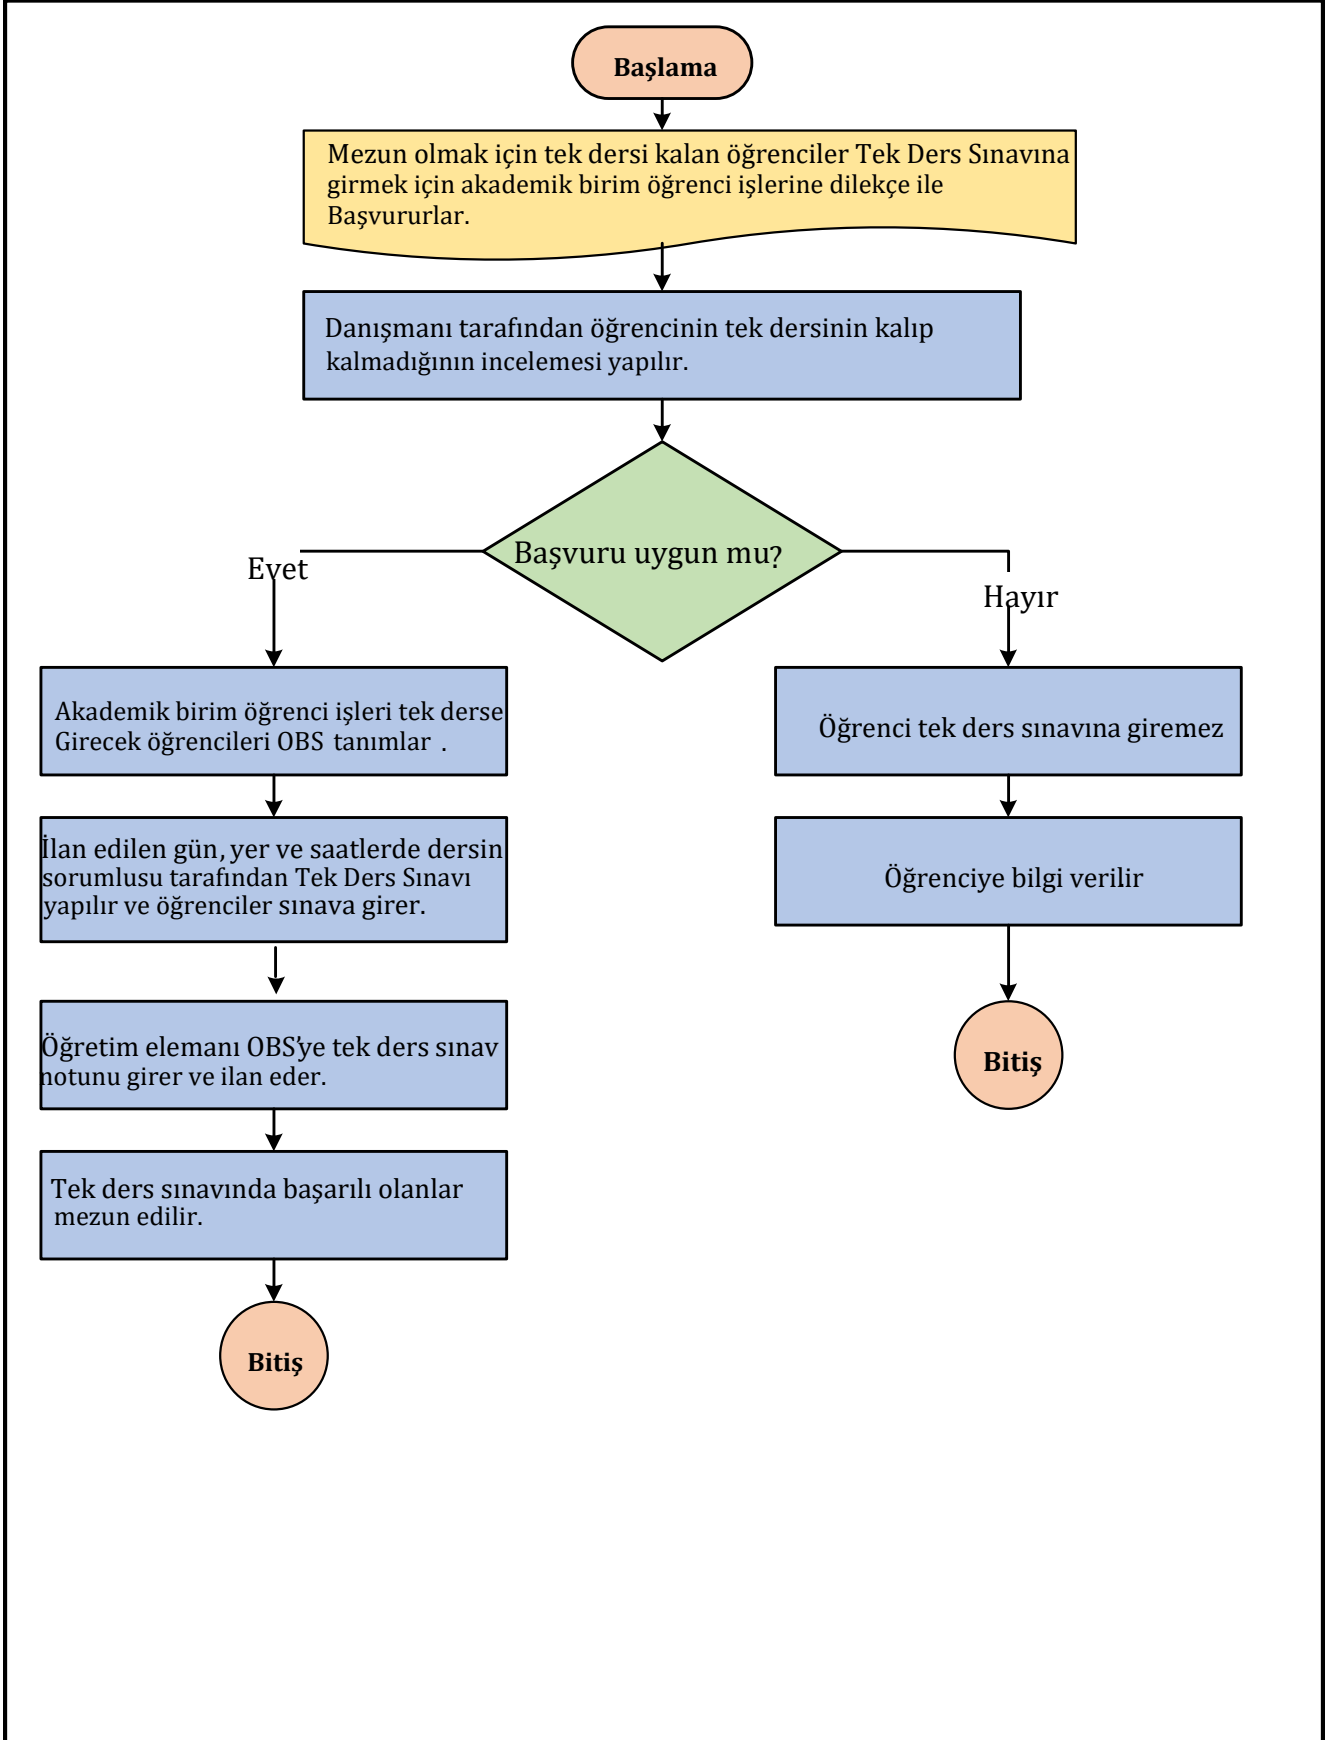 Başlama
Mezun olmak için tek dersi kalan öğrenciler Tek Ders Sınavına
girmek için akademik birim öğrenci işlerine dilekçe ile
Başvururlar.
Danışmanı tarafından öğrencinin tek dersinin kalıp
kalmadığının incelemesi yapılır.
Başvuru uygun mu?
Evet
Hayır
Akademik birim öğrenci işleri tek derse
Girecek öğrencileri OBS tanımlar .
İlan edilen gün, yer ve saatlerde dersin
sorumlusu tarafından Tek Ders Sınavı
yapılır ve öğrenciler sınava girer.
Öğretim elemanı OBS'ye tek ders sınav
notunu girer ve ilan eder.
Tek ders sınavında başarılı olanlar
mezun edilir.
Bitiş
Öğrenci tek ders sınavına giremez
Öğrenciye bilgi verilir
Bitiş